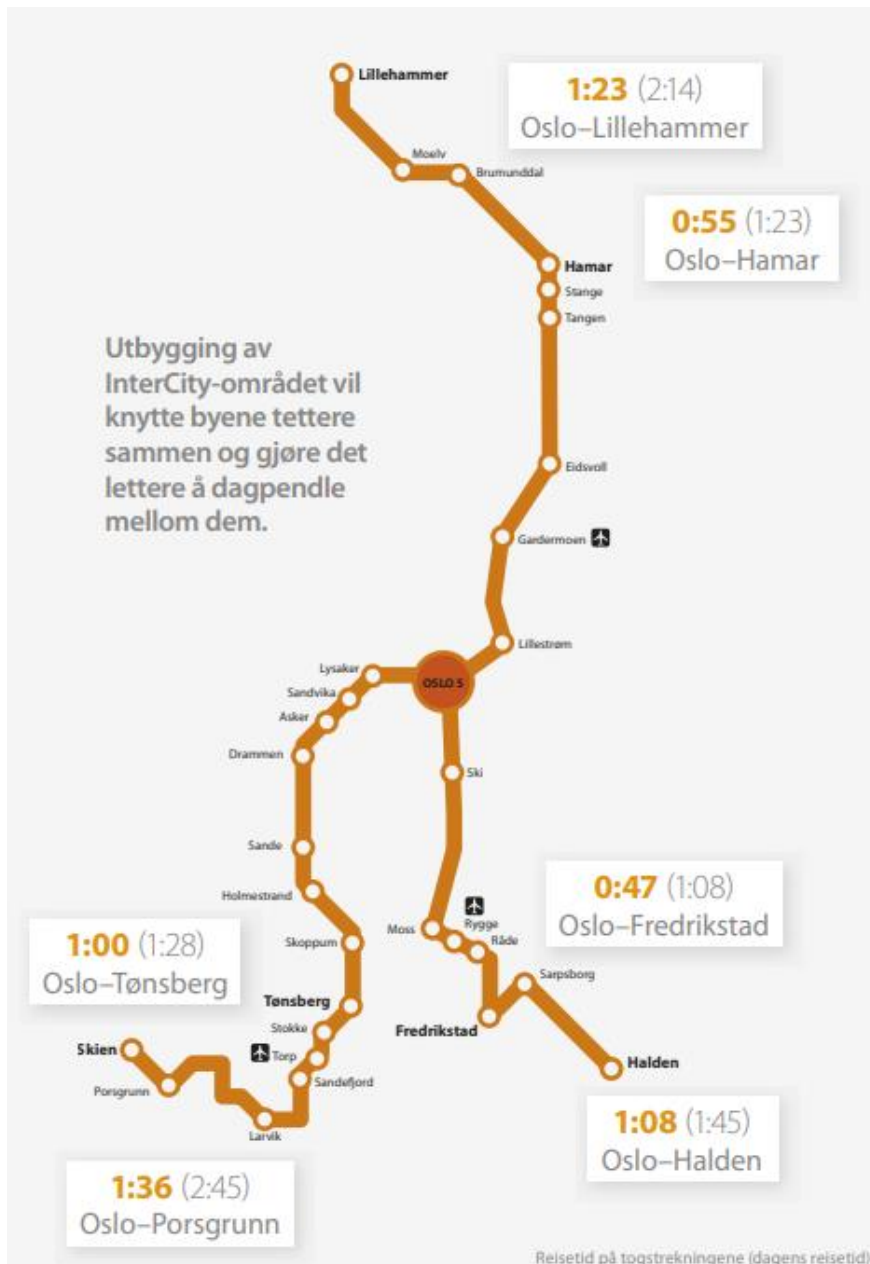 Lillehammer
1:23 (2:14)
Oslo–Lillehammer
Moelv
Brumunddal
0:55 (1:23)
Oslo–Hamar
Hamar
Stange
Tangen
Utbygging av
InterCity-området vil
knytte byene tettere
sammen og gjøre det
lettere å dagpendle
mellom dem.
Eidsvoll
Gardermoen
Lillestrøm
Lysaker
OSLO S
Sandvika
Asker
Drammen
Ski
Sande
Holmestrand
0:47 (1:08)
Oslo–Fredrikstad
Moss
Rygge
Råde
1:00 (1:28)
Oslo–Tønsberg
Skoppum
Sarpsborg
Tønsberg
Stokke
Fredrikstad
Skien
Torp
Halden
Sandefjord
Porsgrunn
Larvik
1:08 (1:45)
Oslo–Halden
1:36 (2:45)
Oslo–Porsgrunn
Reisetid på togstrekningene (dagens reisetid)